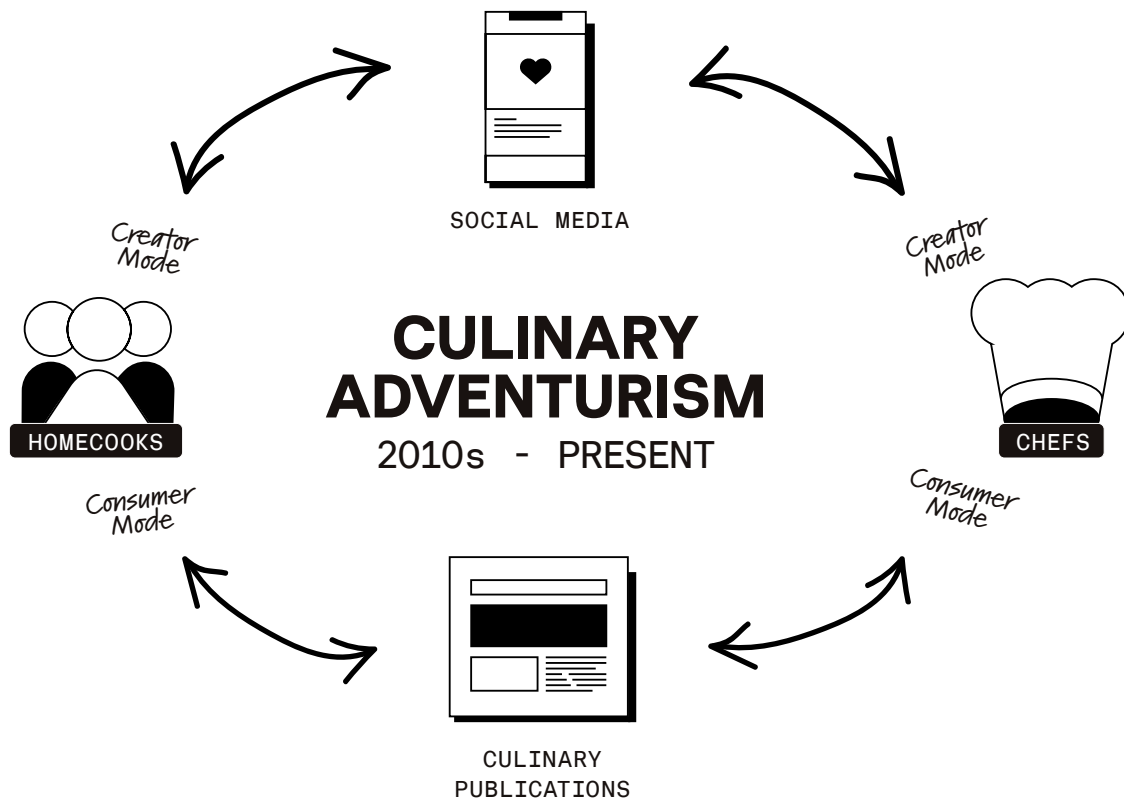 SOCIAL MEDIA
Creator
Mode
Creator
Mode
CULINARY
ADVENTURISM
2010s - PRESENT
HOMECOOKS
CHEFS
Consumer
Mode
Consumer
Mode
CULINARY
PUBLICATIONS